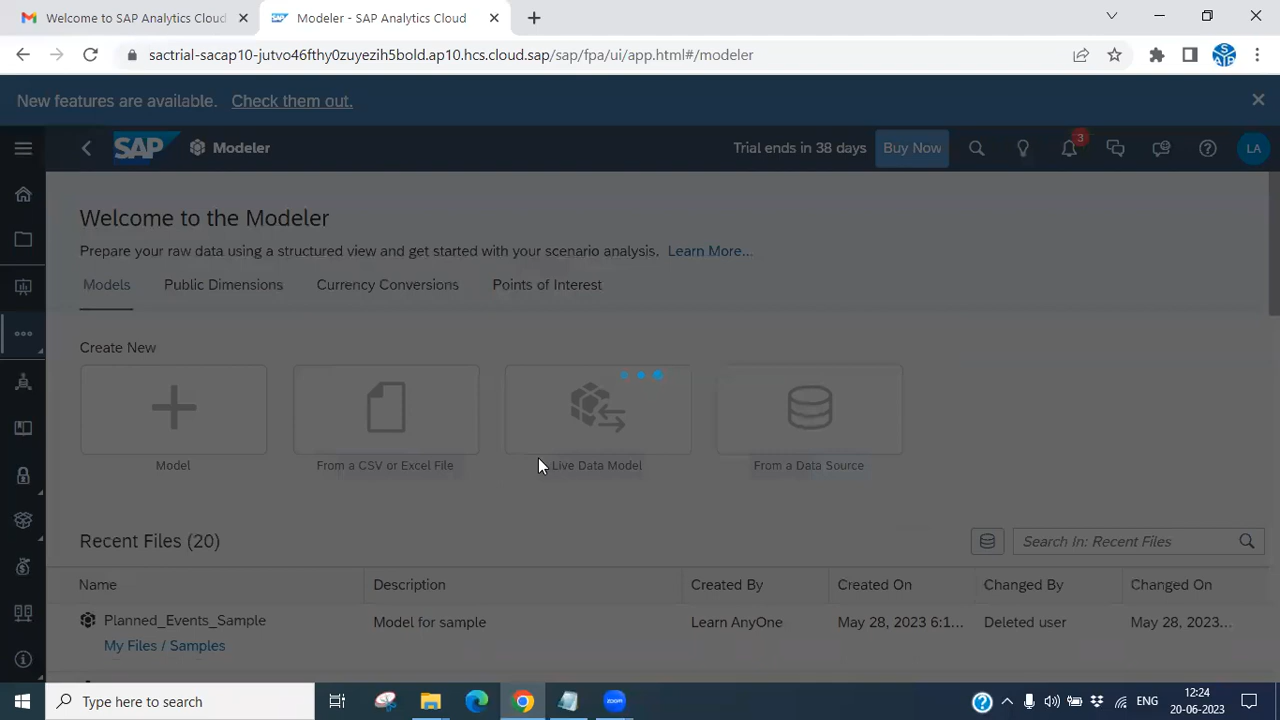 Welcome to SAP Analytics Cloud
Modeler - SAP Analytics Cloud
sactrial-sacap10-jutvo46fthy0zuyezih5bold.ap10.hcs.cloud.sap/sap/fpa/ui/app.html#/modeler
New features are available. Check them out.
SAP Modeler Trial ends in 38 days Buy Now 3 LA
Welcome to the Modeler
Prepare your raw data using a structured view and get started with your scenario analysis. Learn More...
Models Public Dimensions Currency Conversions Points of Interest
Create New
Model From a CSV or Excel File Live Data Model From a Data Source
Recent Files (20) Search In: Recent Files
Name Description Created By Created On Changed By Changed On
Planned_Events_Sample Model for sample Learn AnyOne May 28, 2023 6:1... Deleted user May 28, 2023...
My Files / Samples
Type here to search
zoom
ENG
12:24
20-06-2023